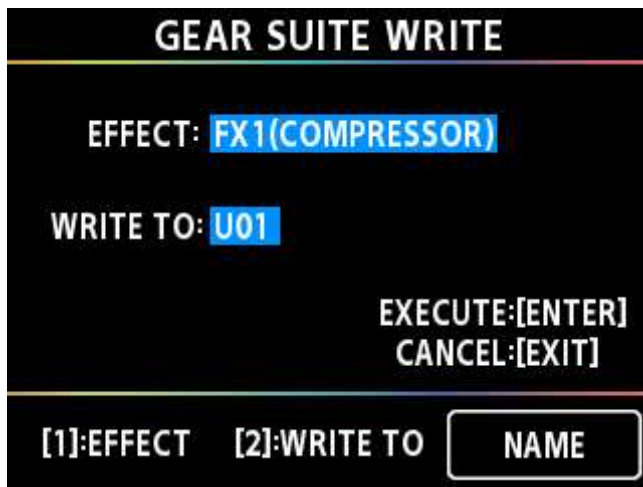 GEAR SUITE WRITE
EFFECT: FX1(COMPRESSOR)
WRITE TO: U01
EXECUTE:[ENTER]
CANCEL:[EXIT]
[1]:EFFECT [2]:WRITE TO NAME